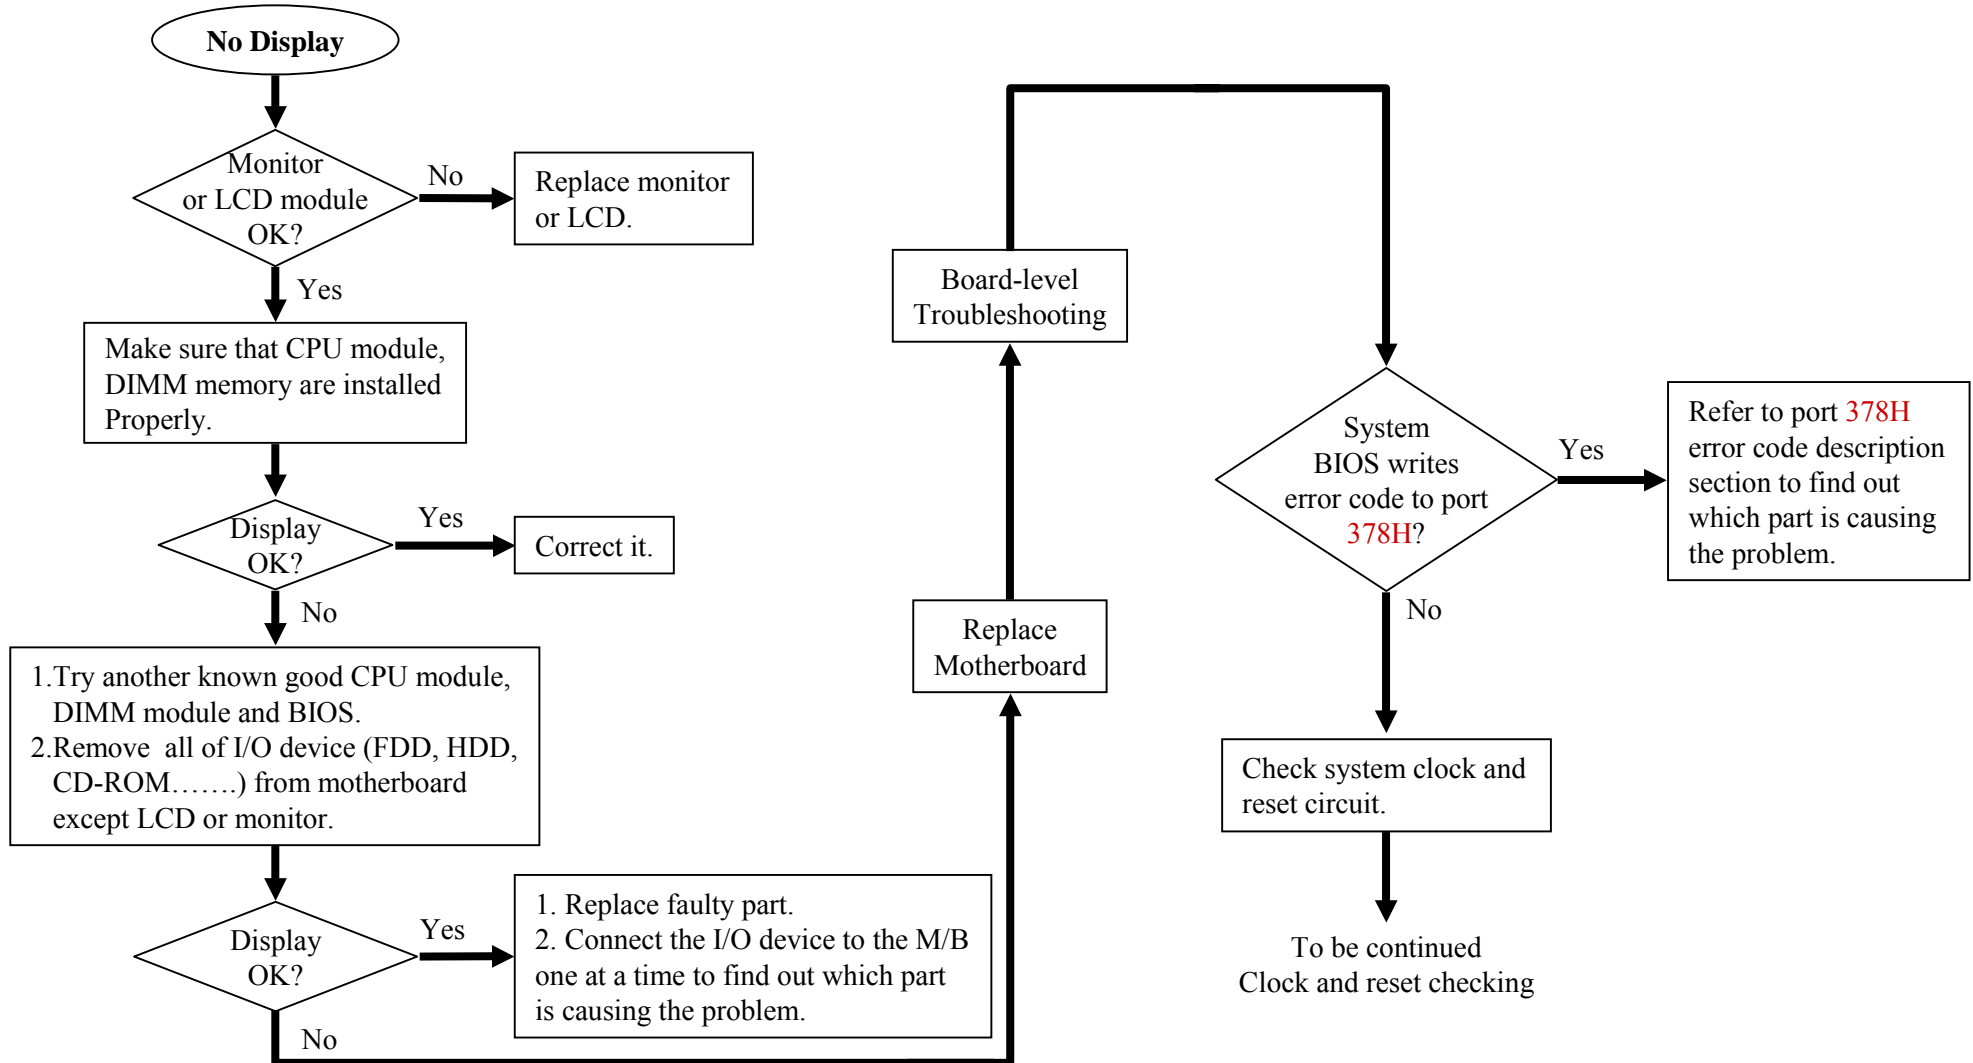 No Display
Monitor
or LCD module
OK?
No
Replace monitor
or LCD.
Yes
Make sure that CPU module,
DIMM memory are installed
Properly.
Display
OK?
Yes
Correct it.
No
1.Try another known good CPU module,
DIMM module and BIOS.
2.Remove  all of I/O device (FDD, HDD,
CD-ROM…….) from motherboard
except LCD or monitor.
Display
OK?
Yes
1. Replace faulty part.
2. Connect the I/O device to the M/B
one at a time to find out which part
is causing the problem.
No
Replace
Motherboard
Board-level
Troubleshooting
System
BIOS writes
error code to port
378H?
Yes
Refer to port 378H
error code description
section to find out
which part is causing
the problem.
No
Check system clock and
reset circuit.
To be continued
Clock and reset checking